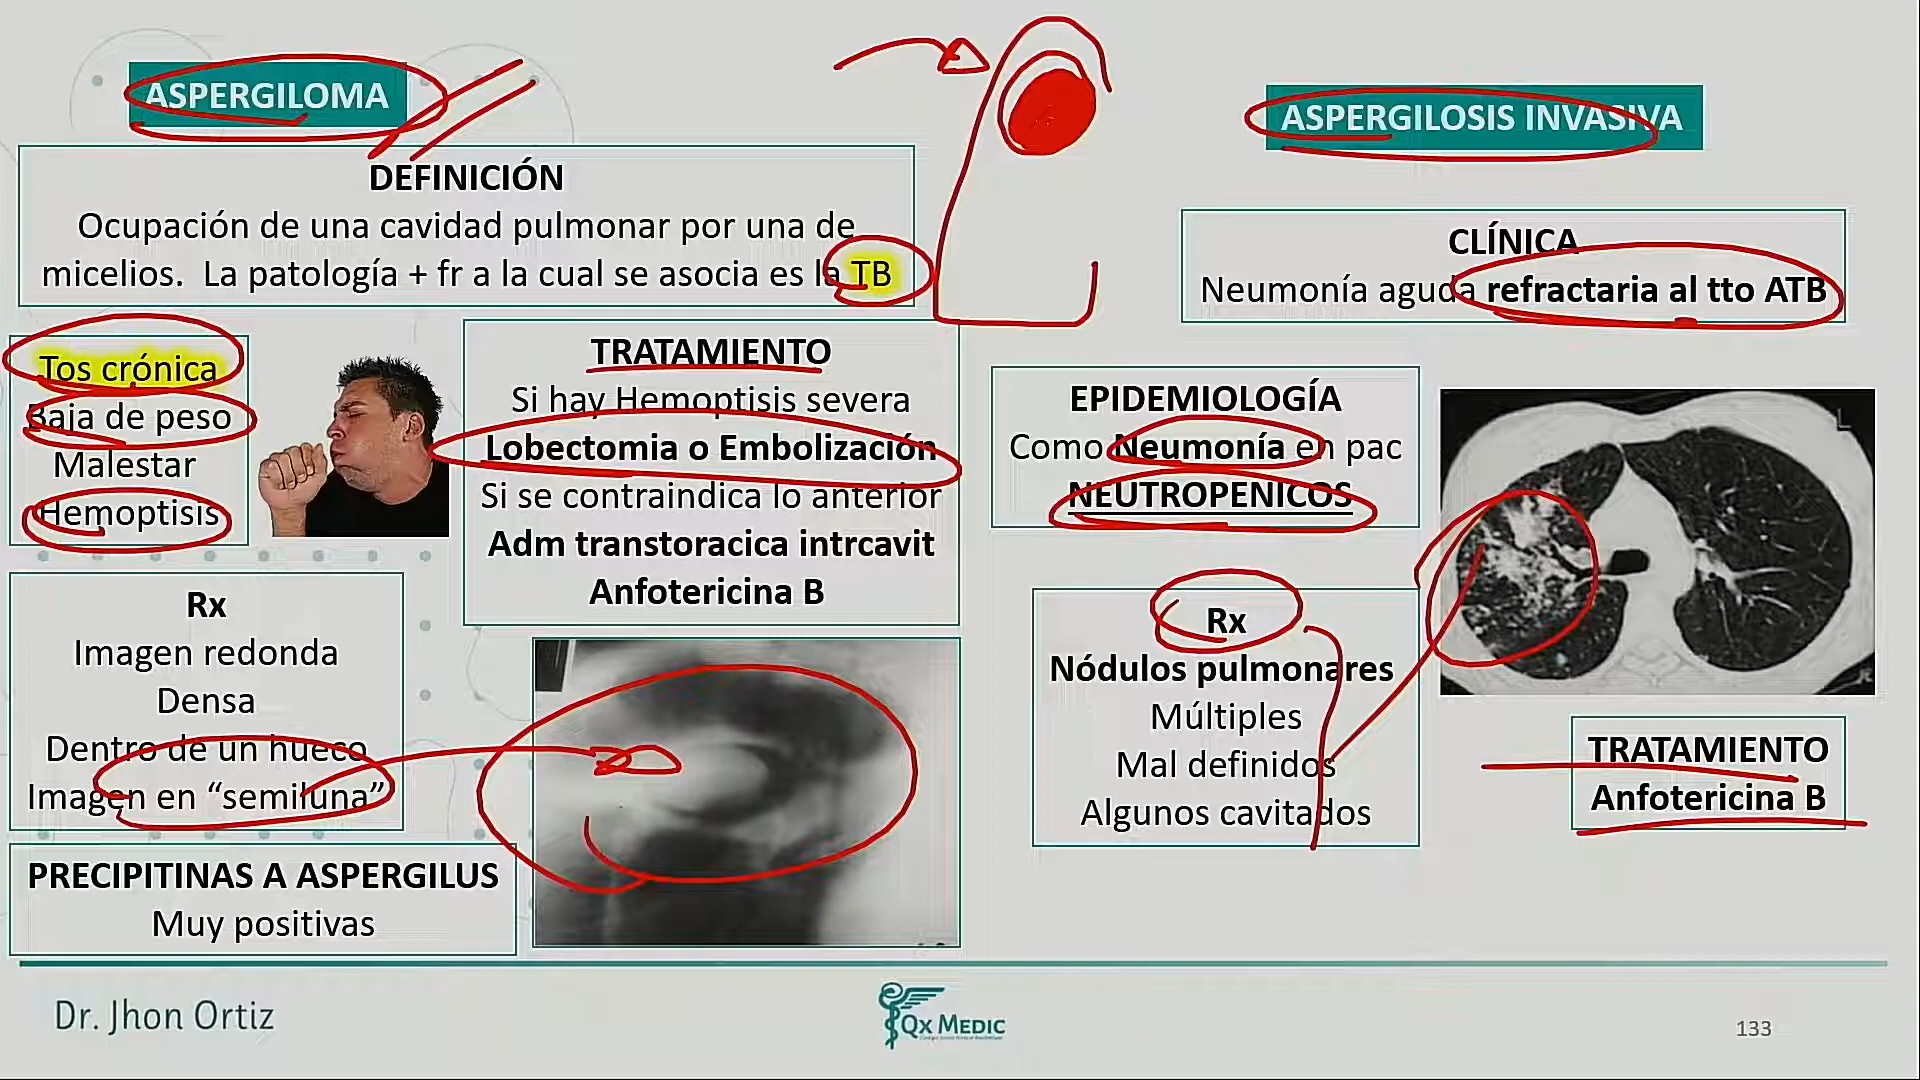 ASPERGILOMA
DEFINICIÓN
Ocupación de una cavidad pulmonar por una de
micelios. La patología + fr a la cual se asocia es la TB
Tos crónica
Baja de peso
Malestar
Hemoptisis
TRATAMIENTO
Si hay Hemoptisis severa
Lobectomia o Embolización
Si se contraindica lo anterior
Adm transtoracica intrcavit
Anfotericina B
Rx
Imagen redonda
Densa
Dentro de un hueco
Imagen en “semiluna”
PRECIPITINAS A ASPERGILUS
Muy positivas
ASPERGILOSIS INVASIVA
CLÍNICA
Neumonía aguda refractaria al tto ATB
EPIDEMIOLOGÍA
Como Neumonía en pac
NEUTROPENICOS
L
Rx
Nódulos pulmonares
Múltiples
Mal definidos
Algunos cavitados
TRATAMIENTO
Anfotericina B
Dr. Jhon Ortiz
QX MEDIC
133